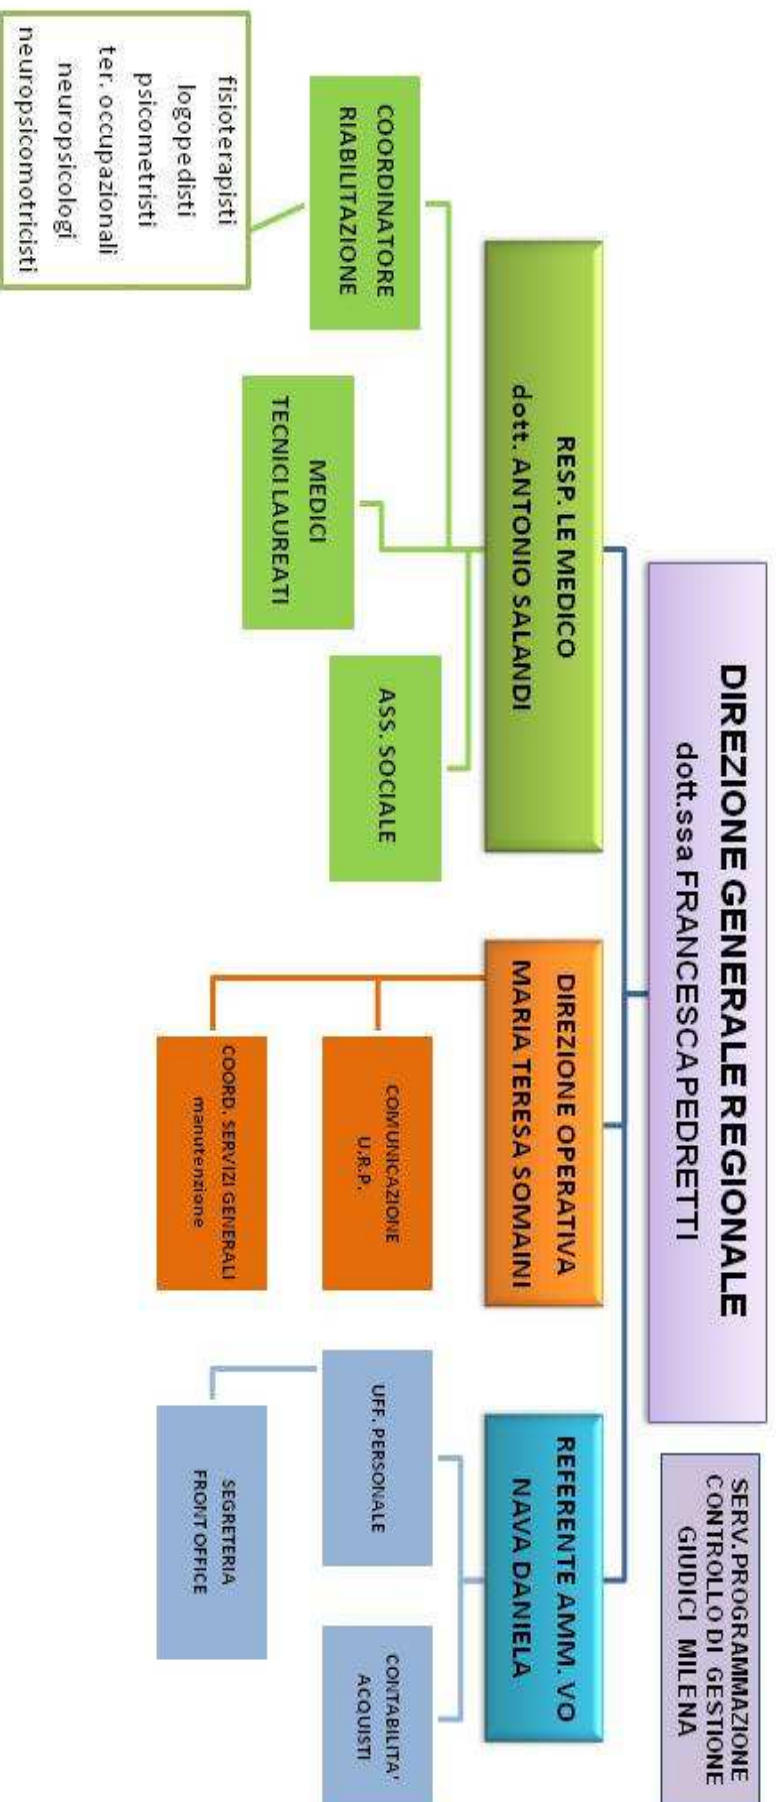 DIREZIONE GENERALE REGIONALE
dott.ssa FRANCESCA PEDRETTI
SERV.PROGRAMMAZIONE
CONTROLLO DI GESTIONE
GIUDICI MILENA
RESP. LE MEDICO
dott. ANTONIO SALANDI
DIREZIONE OPERATIVA
MARIA TERESA SOMAINI
REFERENTE AMM. VO
NAVA DANIELA
COORDINATORE
RIABILITAZIONE
MEDICI
TECNICI LAUREATI
ASS. SOCIALE
COMUNICAZIONE
U.R.P.
COORD. SERVIZI GENERALI
manutenzione
UFF. PERSONALE
CONTABILITA'
ACQUISTI
SEGRETERIA
FRONT OFFICE
fisioterapisti
logopedisti
psicometristi
ter. occupazionali
neuropsicologi
neuropsicomotricisti